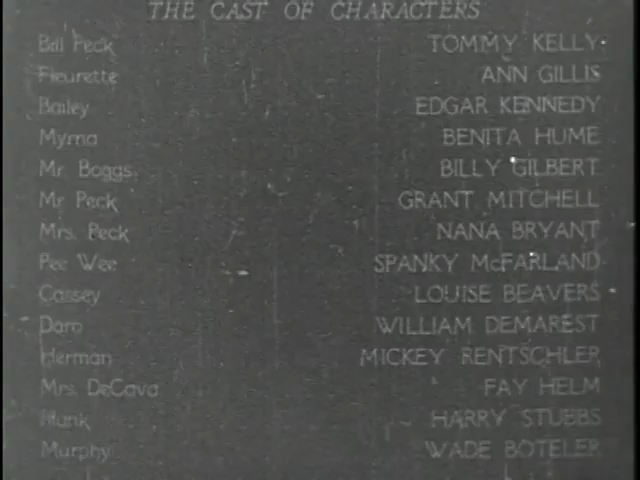 THE CAST OF CHARACTERS
Bill Peck TOMMY KELLY
Fleurette ANN GILLIS
Bailey EDGAR KENNEDY
Myrna BENITA HUME
Mr. Boggs BILLY GILBERT
Mr. Peck GRANT MITCHELL
Mrs. Peck NANA BRYANT
Pee Wee SPANKY McFARLAND
Cassey LOUISE BEAVERS
Daro WILLIAM DEMAREST
Herman MICKEY RENTSCHLER
Mrs. DeCava FAY HELM
Hank HARRY STUBBS
Murphy WADE BOTELER